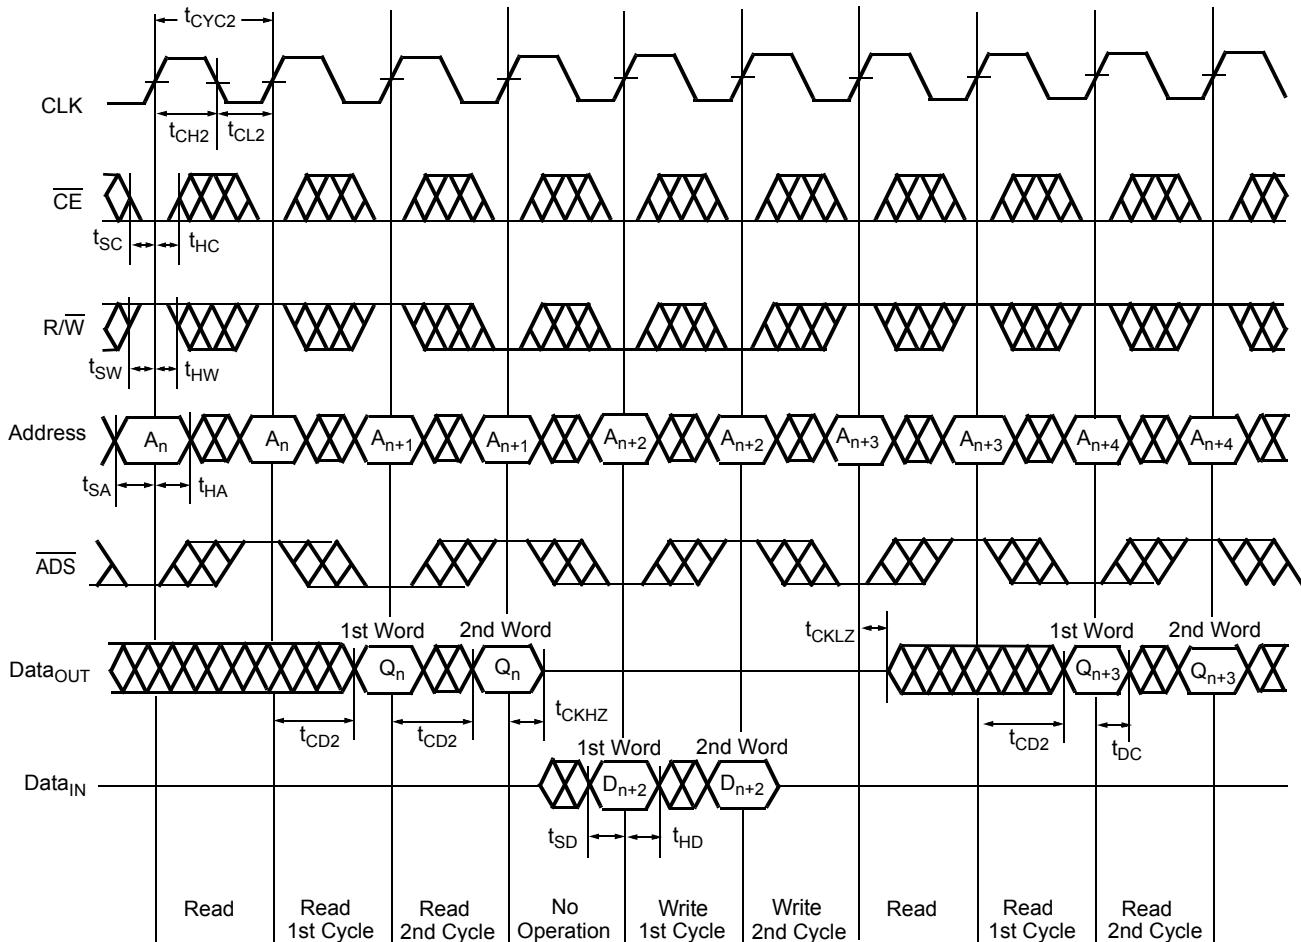 tCYC2
CLK
tCH2 tCL2
CE
tSC tHC
R/W
tSW tHW
Address An An An+1 An+1 An+2 An+2 An+3 An+3 An+4 An+4
tSA tHA
ADS
1st Word 2nd Word tCKLZ 1st Word 2nd Word
DataOUT Qn Qn Qn+3 Qn+3
tCD2 tCD2 tCKHZ tCD2 tDC
1st Word 2nd Word
DataIN Dn+2 Dn+2
tSD tHD
Read Read No Write Write Read Read Read
Read 1st Cycle 2nd Cycle Operation 1st Cycle 2nd Cycle 1st Cycle 2nd Cycle